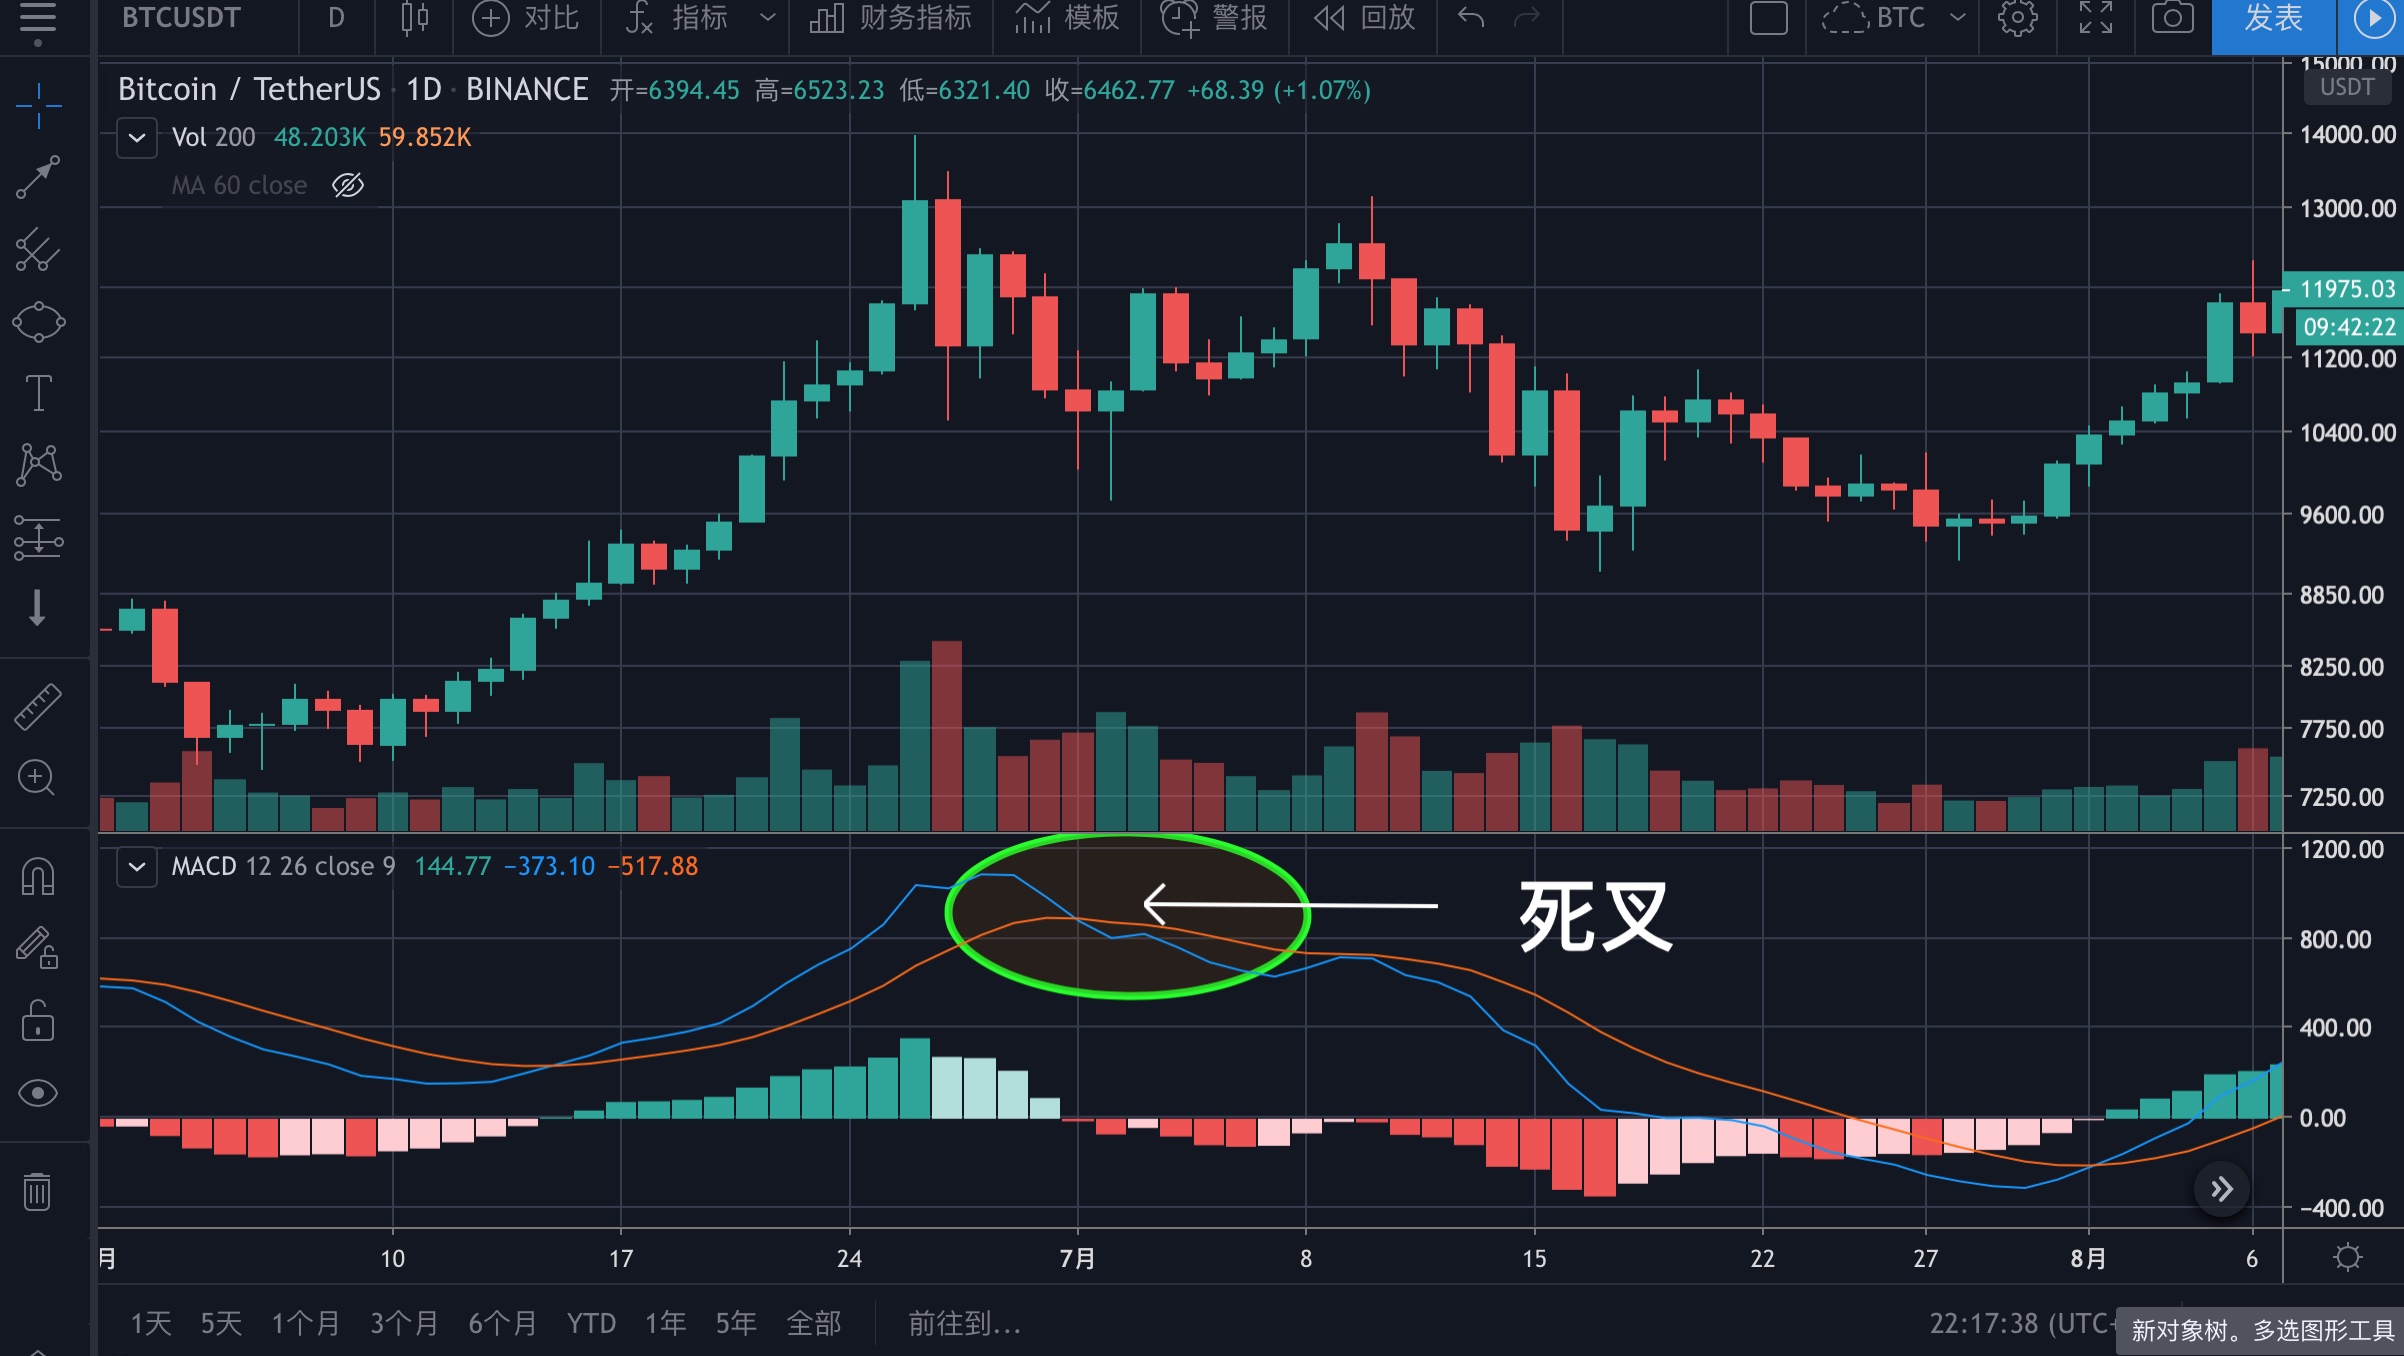 BTCUSDT D 对比 指标 财务指标 模板 警报 回放 BTC 发表
Bitcoin / TetherUS · 1D · BINANCE 开=6394.45 高=6523.23 低=6321.40 收=6462.77 +68.39 (+1.07%)
Vol 200 48.203K 59.852K
MA 60 close
15000.00
USDT
14000.00
13000.00
11975.03
09:42:22
11200.00
10400.00
9600.00
8850.00
8250.00
7750.00
7250.00
MACD 12 26 close 9 144.77 −373.10 −517.88
死叉
1200.00
800.00
400.00
0.00
−400.00
月 10 17 24 7月 8 15 22 27 8月 6
1天 5天 1个月 3个月 6个月 YTD 1年 5年 全部 前往到...
22:17:38 (UTC+
新对象树。多选图形工具